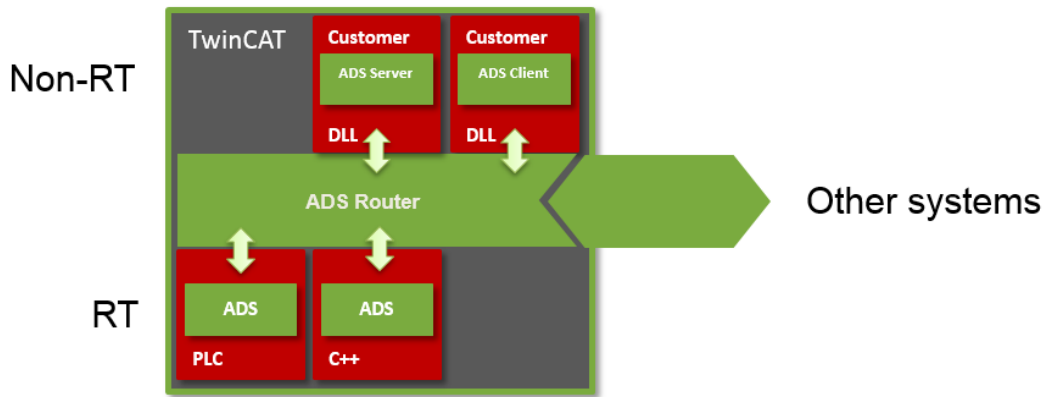 TwinCAT
Customer
Customer
Non-RT
ADS Server
ADS Client
DLL
DLL
ADS Router
Other systems
RT
ADS
ADS
PLC
C++